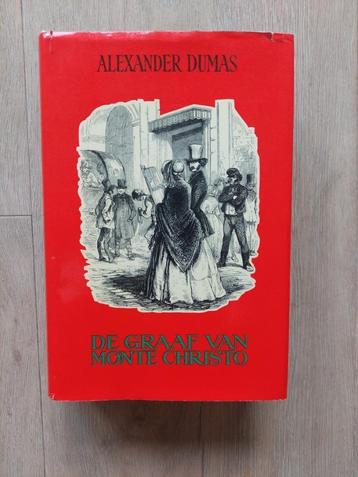 ALEXANDER DUMAS
DE GRAAF VAN
MONTE CHRISTO